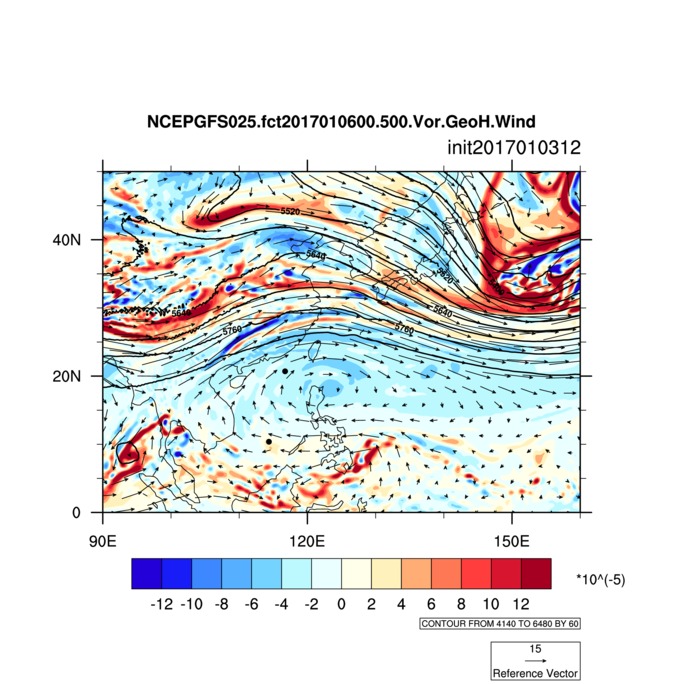 NCEPGFS025.fct2017010600.500.Vor.GeoH.Wind
init2017010312
5520
40N
5640
5520
5640
5640
5760
5760
20N
0
90E 120E 150E
-12 -10 -8 -6 -4 -2 0 2 4 6 8 10 12
*10^(-5)
CONTOUR FROM 4140 TO 6480 BY 60
15
Reference Vector